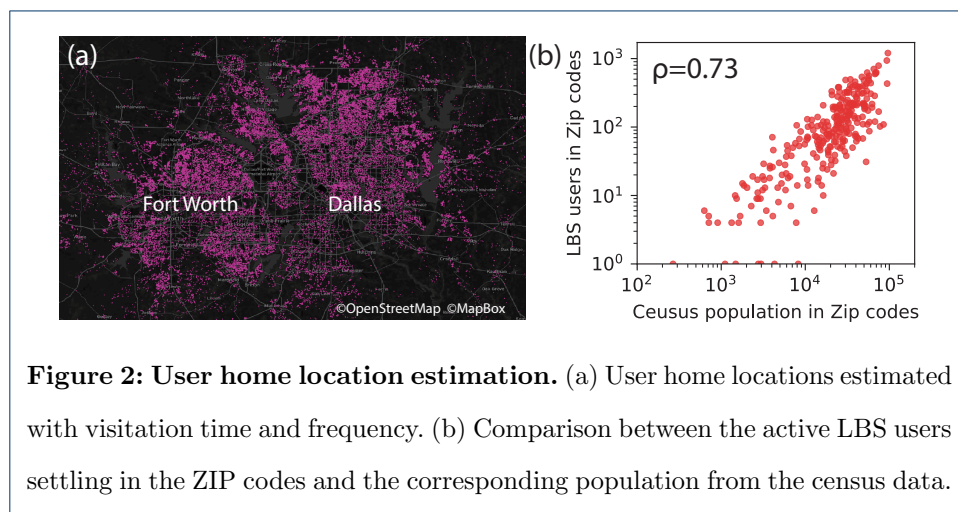 (a)
Fort Worth
Dallas
©OpenStreetMap ©MapBox
(b)
ρ=0.73
LBS users in Zip codes
10³
10²
10¹
10⁰
10² 10³ 10⁴ 10⁵
Ceusus population in Zip codes
Figure 2: User home location estimation. (a) User home locations estimated
with visitation time and frequency. (b) Comparison between the active LBS users
settling in the ZIP codes and the corresponding population from the census data.